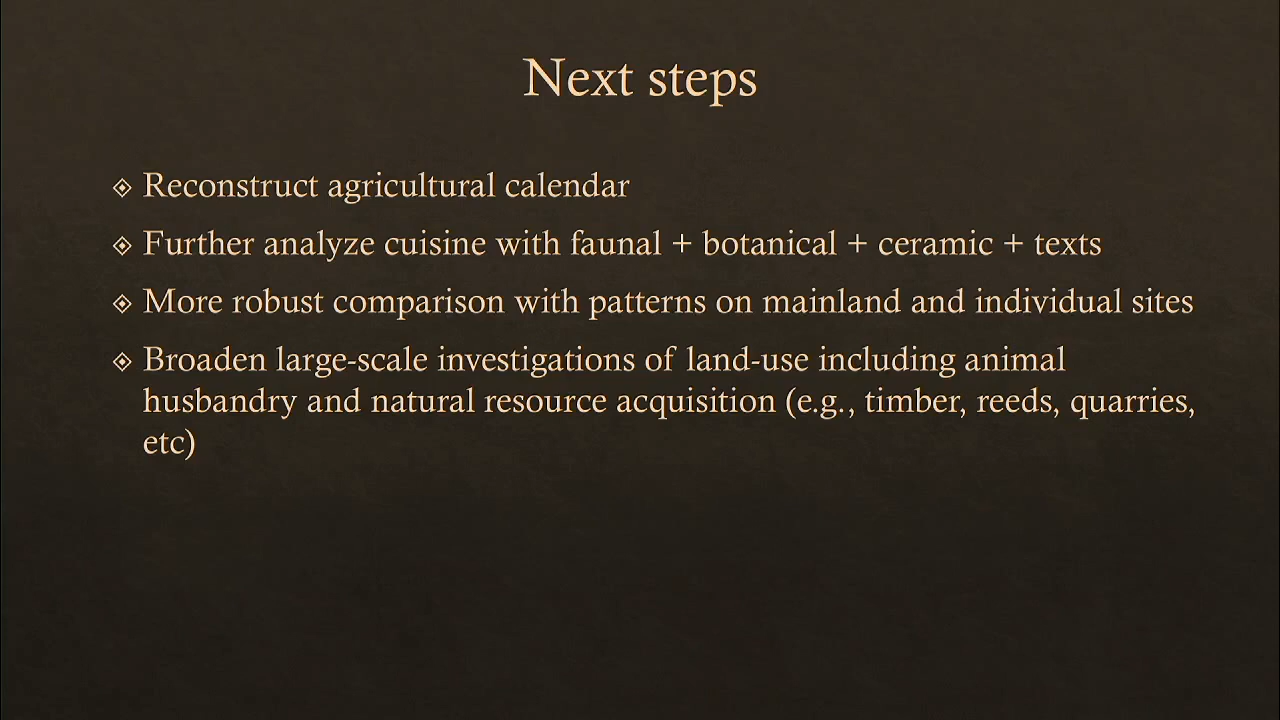 Next steps
Reconstruct agricultural calendar
Further analyze cuisine with faunal + botanical + ceramic + texts
More robust comparison with patterns on mainland and individual sites
Broaden large-scale investigations of land-use including animal
husbandry and natural resource acquisition (e.g., timber, reeds, quarries,
etc)